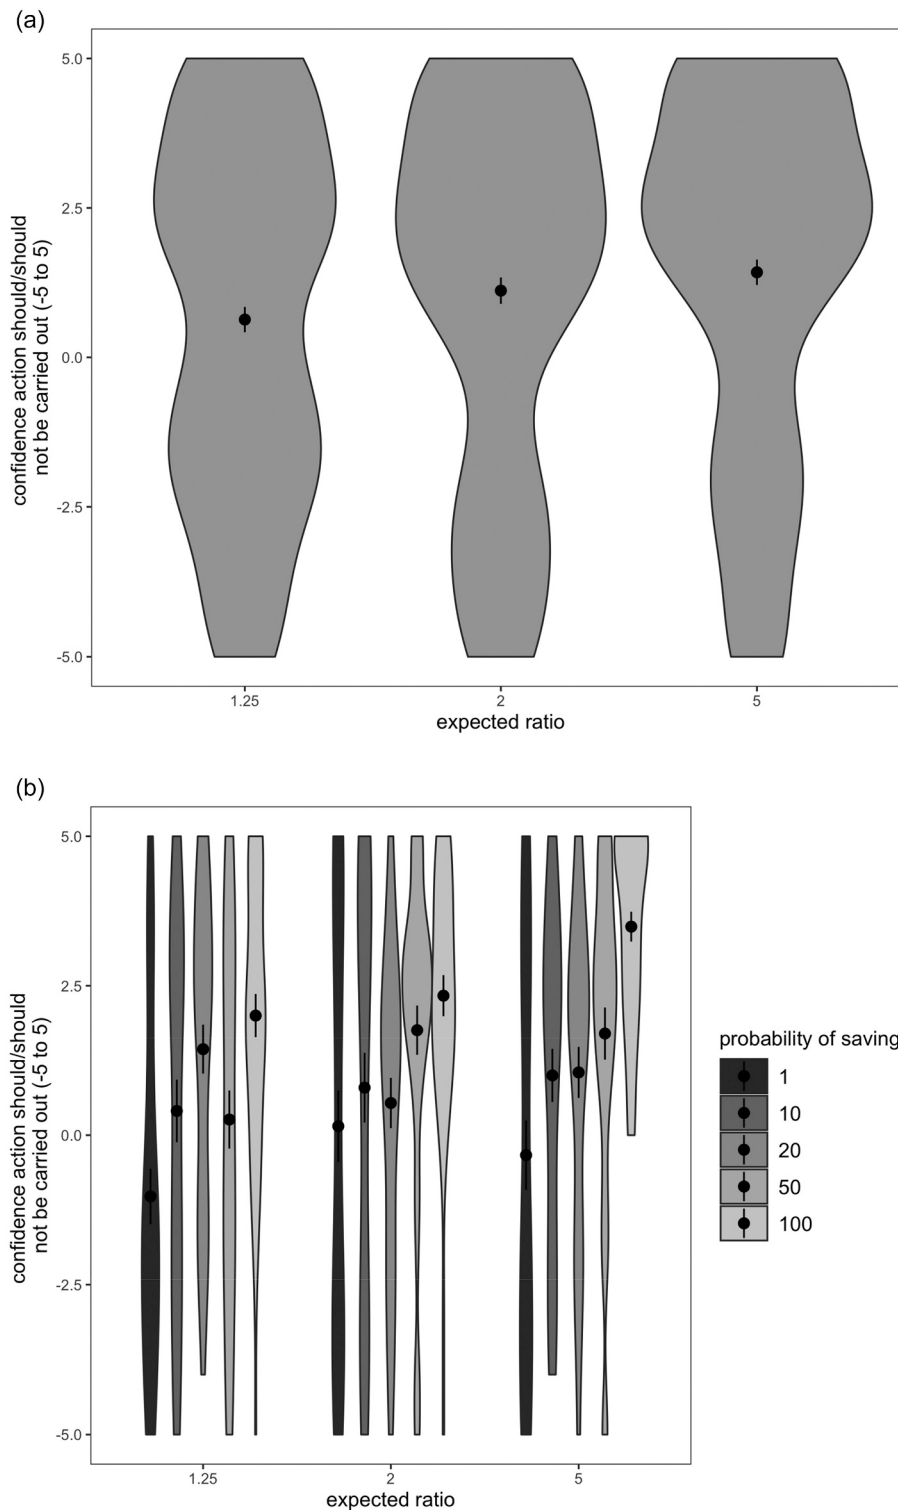 (a)
5.0
2.5
0.0
-2.5
-5.0
confidence action should/should
not be carried out (-5 to 5)
1.25
2
5
expected ratio
(b)
5.0
2.5
0.0
-2.5
-5.0
confidence action should/should
not be carried out (-5 to 5)
1.25
2
5
expected ratio
probability of saving
1
10
20
50
100